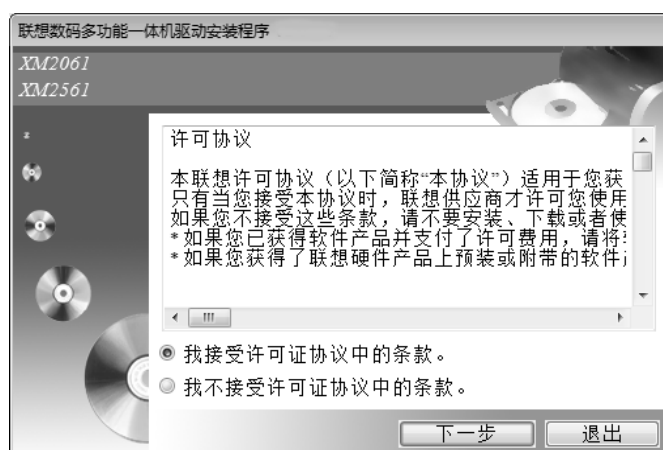 联想数码多功能一体机驱动安装程序
XM2061
XM2561
许可协议
本联想许可协议（以下简称“本协议”）适用于您获
只有当您接受本协议时，联想供应商才许可您使用
如果您不接受这些条款，请不要安装、下载或者使
*如果您已获得软件产品并支付了许可费用，请将
*如果您获得了联想硬件产品上预装或附带的软件
我接受许可证协议中的条款。
我不接受许可证协议中的条款。
下一步
退出